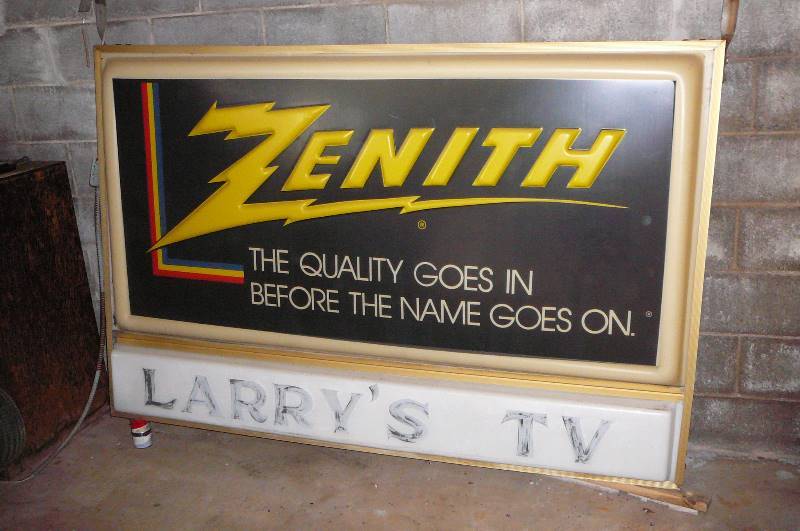 ZENITH
®
THE QUALITY GOES IN
BEFORE THE NAME GOES ON.®
LARRY'S TV